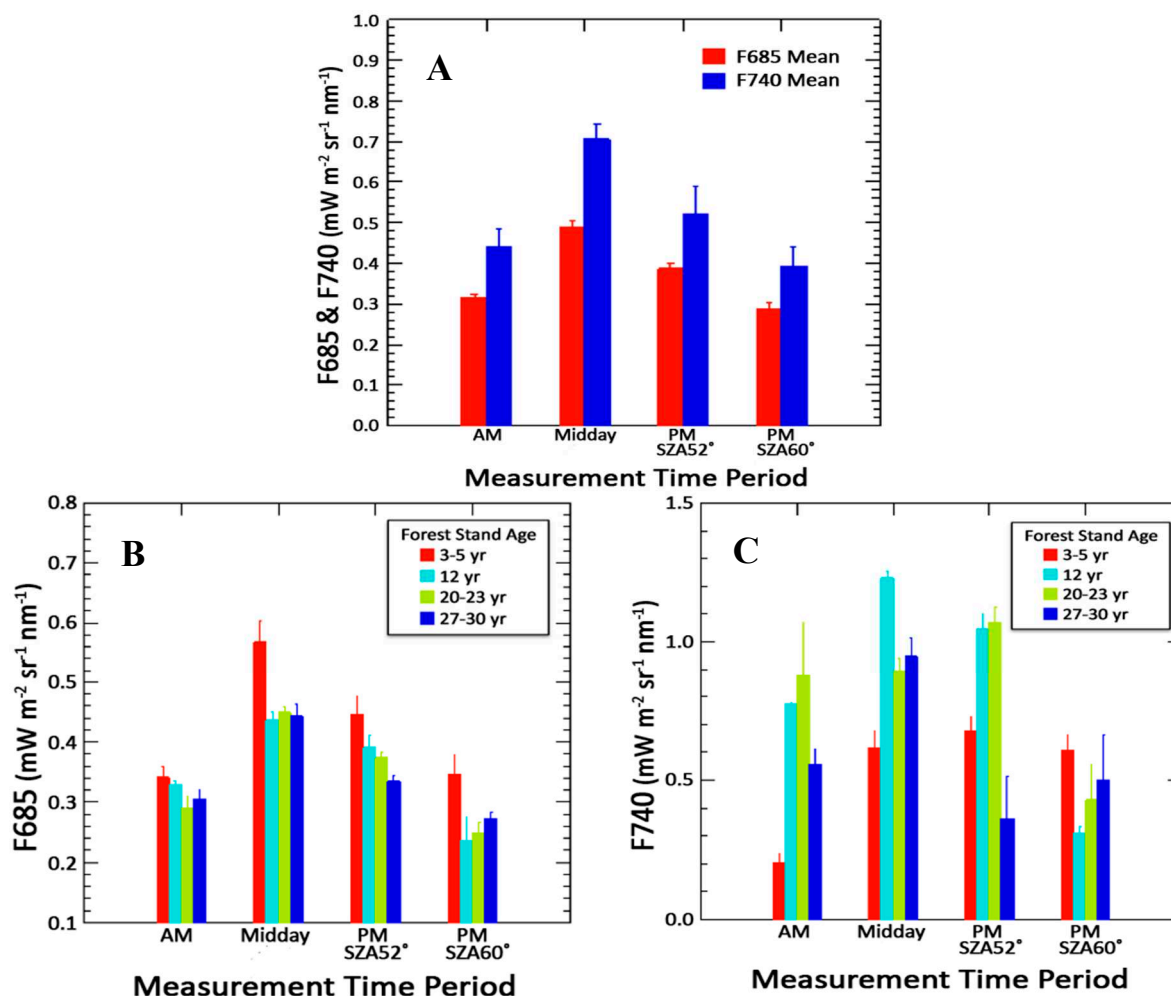 A
F685 Mean
F740 Mean
F685 & F740 (mW m⁻² sr⁻¹ nm⁻¹)
1.0
0.9
0.8
0.7
0.6
0.5
0.4
0.3
0.2
0.1
0.0
AM Midday PM PM
SZA52° SZA60°
Measurement Time Period
B
Forest Stand Age
3-5 yr
12 yr
20-23 yr
27-30 yr
F685 (mW m⁻² sr⁻¹ nm⁻¹)
0.8
0.7
0.6
0.5
0.4
0.3
0.2
0.1
AM Midday PM PM
SZA52° SZA60°
Measurement Time Period
C
Forest Stand Age
3-5 yr
12 yr
20-23 yr
27-30 yr
F740 (mW m⁻² sr⁻¹ nm⁻¹)
1.5
1.0
0.5
0.0
AM Midday PM PM
SZA52° SZA60°
Measurement Time Period